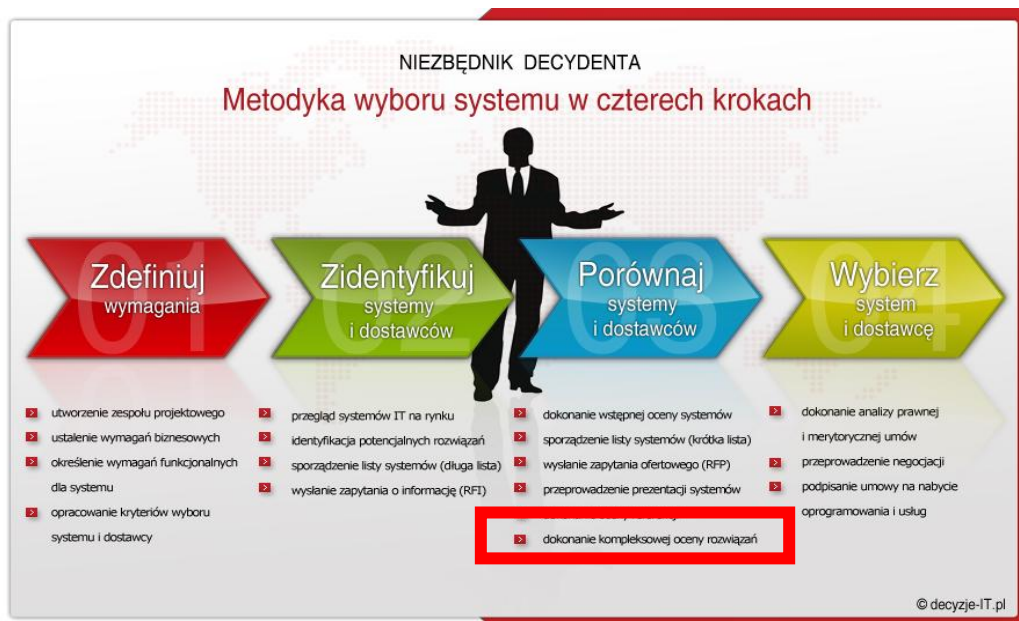 NIEZBĘDNIK DECYDENTA
Metodyka wyboru systemu w czterech krokach
01
Zdefiniuj
wymagania
02
Zidentyfikuj
systemy
i dostawców
03
Porównaj
systemy
i dostawców
04
Wybierz
system
i dostawcę
utworzenie zespołu projektowego
ustalenie wymagań biznesowych
określenie wymagań funkcjonalnych
dla systemu
opracowanie kryteriów wyboru
systemu i dostawcy
przegląd systemów IT na rynku
identyfikacja potencjalnych rozwiązań
sporządzenie listy systemów (długa lista)
wysłanie zapytania o informację (RFI)
dokonanie wstępnej oceny systemów
sporządzenie listy systemów (krótka lista)
wysłanie zapytania ofertowego (RFP)
przeprowadzenie prezentacji systemów
dokonanie kompleksowej oceny rozwiązań
dokonanie analizy prawnej
i merytorycznej umów
przeprowadzenie negocjacji
podpisanie umowy na nabycie
oprogramowania i usług
© decyzje-IT.pl